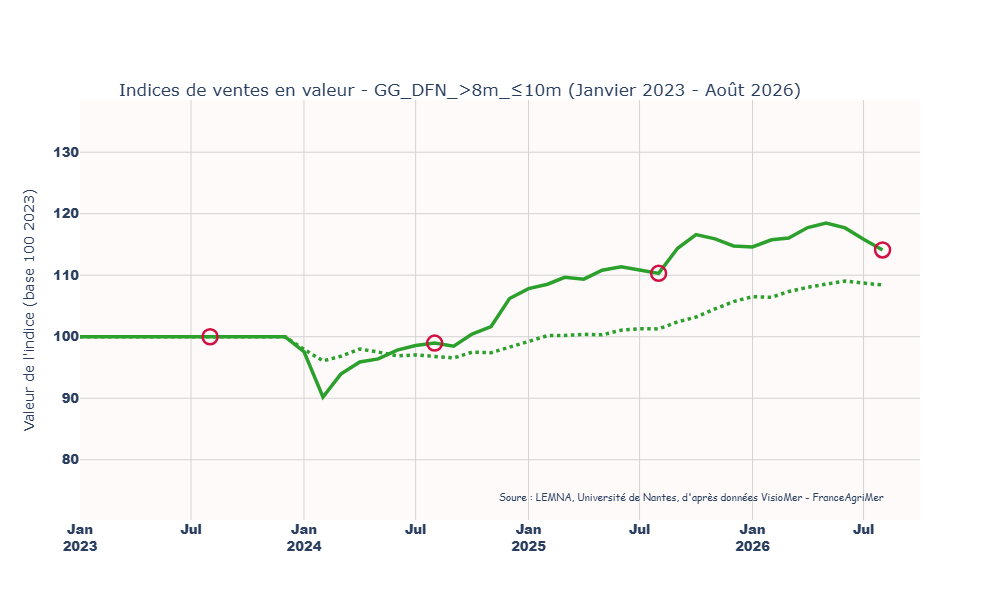 Indices de ventes en valeur - GG_DFN_>8m_≤10m (Janvier 2023 - Août 2026)
Valeur de l'indice (base 100 2023)
130
120
110
100
90
80
Soure : LEMNA, Université de Nantes, d'après données VisioMer - FranceAgriMer
Jan Jul Jan Jul Jan Jul Jan Jul
2023 2024 2025 2026